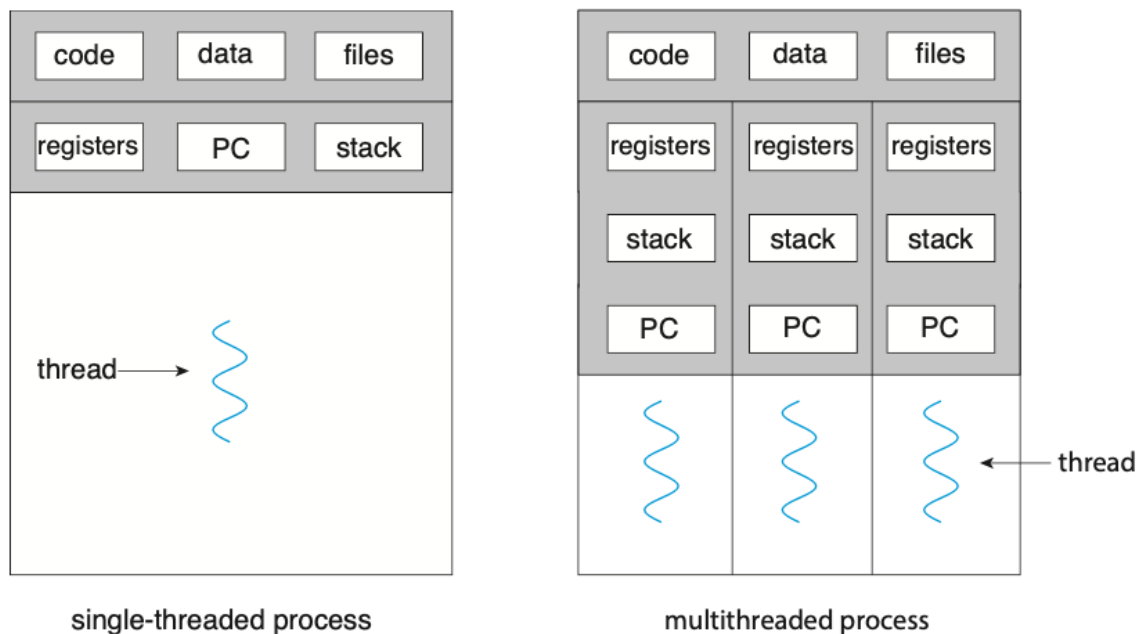 code data files
registers PC stack
thread
single-threaded process
code data files
registers registers registers
stack stack stack
PC PC PC
thread
multithreaded process